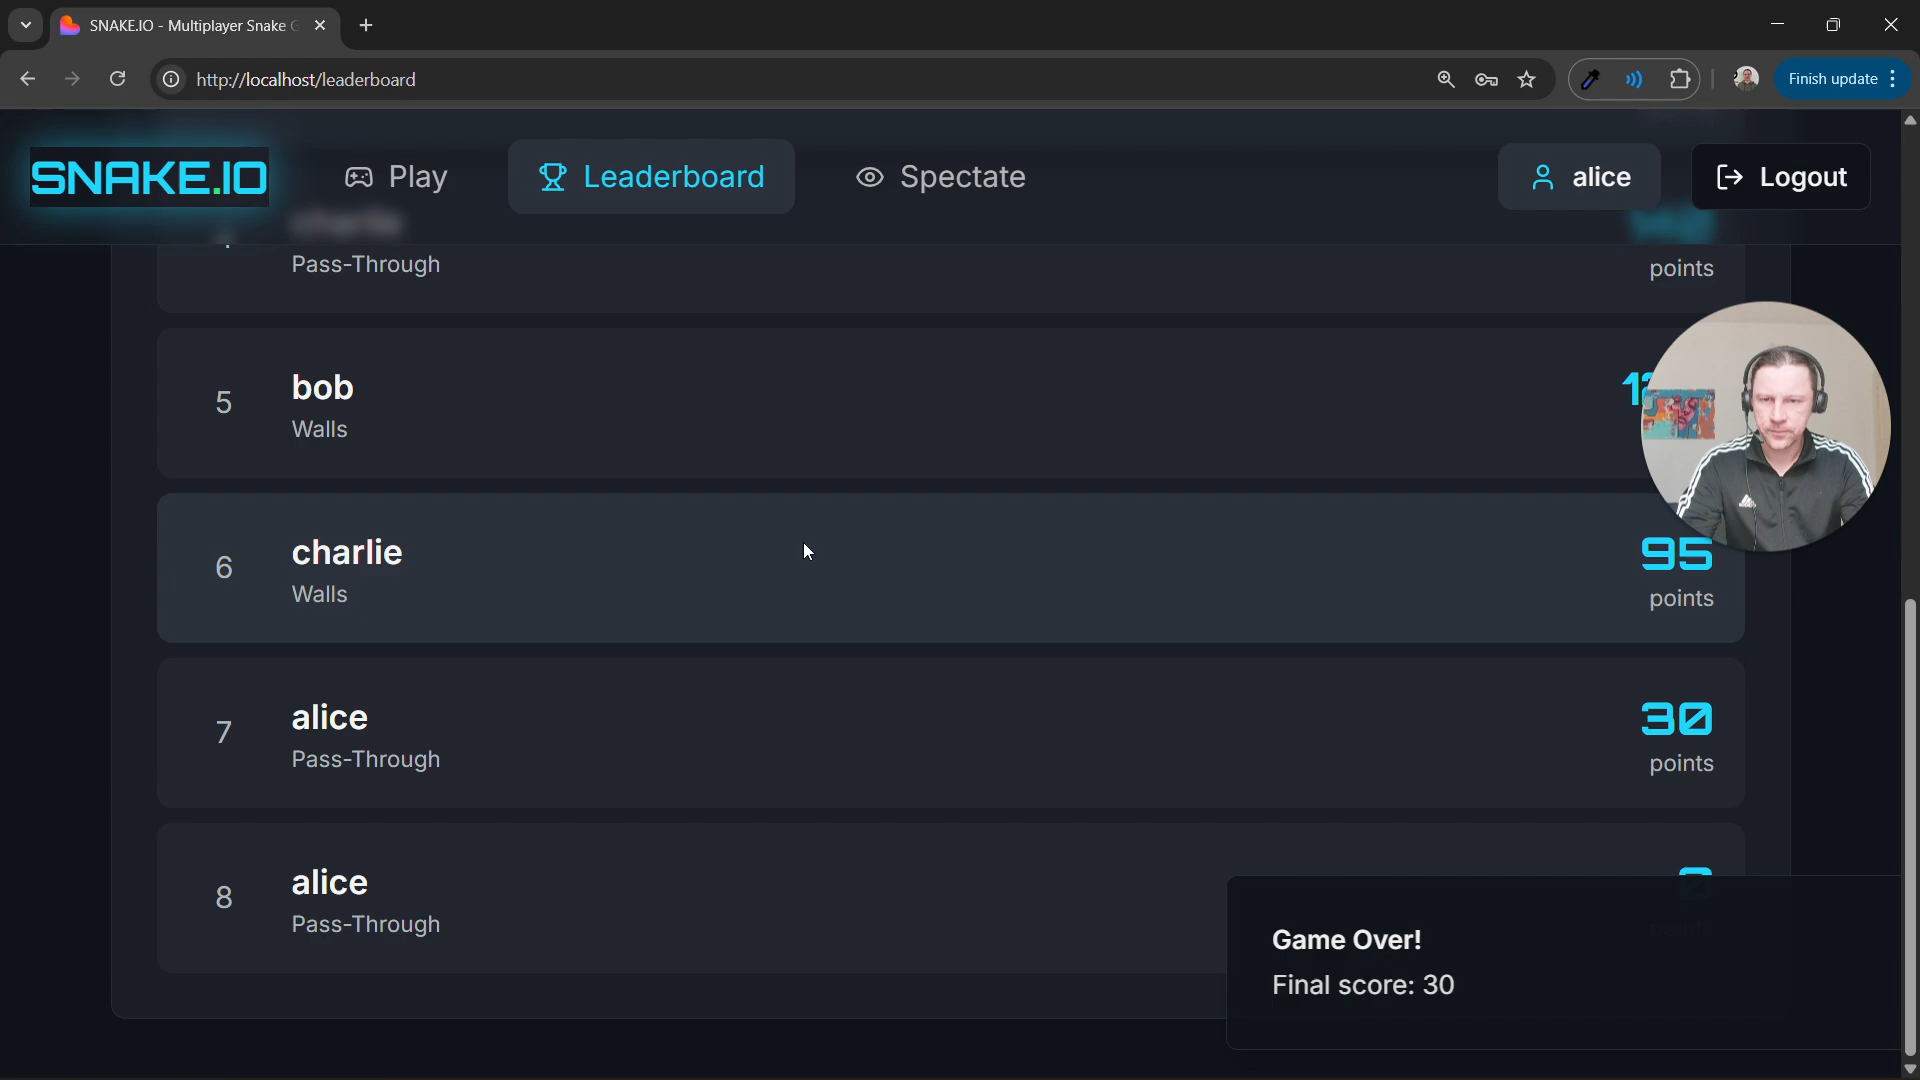 SNAKE.IO - Multiplayer Snake G
http://localhost/leaderboard
Finish update
SNAKE.IO
Play
Leaderboard
Spectate
alice
Logout
charlie
Pass-Through
points
5
bob
Walls
6
charlie
Walls
95
points
7
alice
Pass-Through
30
points
8
alice
Pass-Through
0
Game Over!
Final score: 30